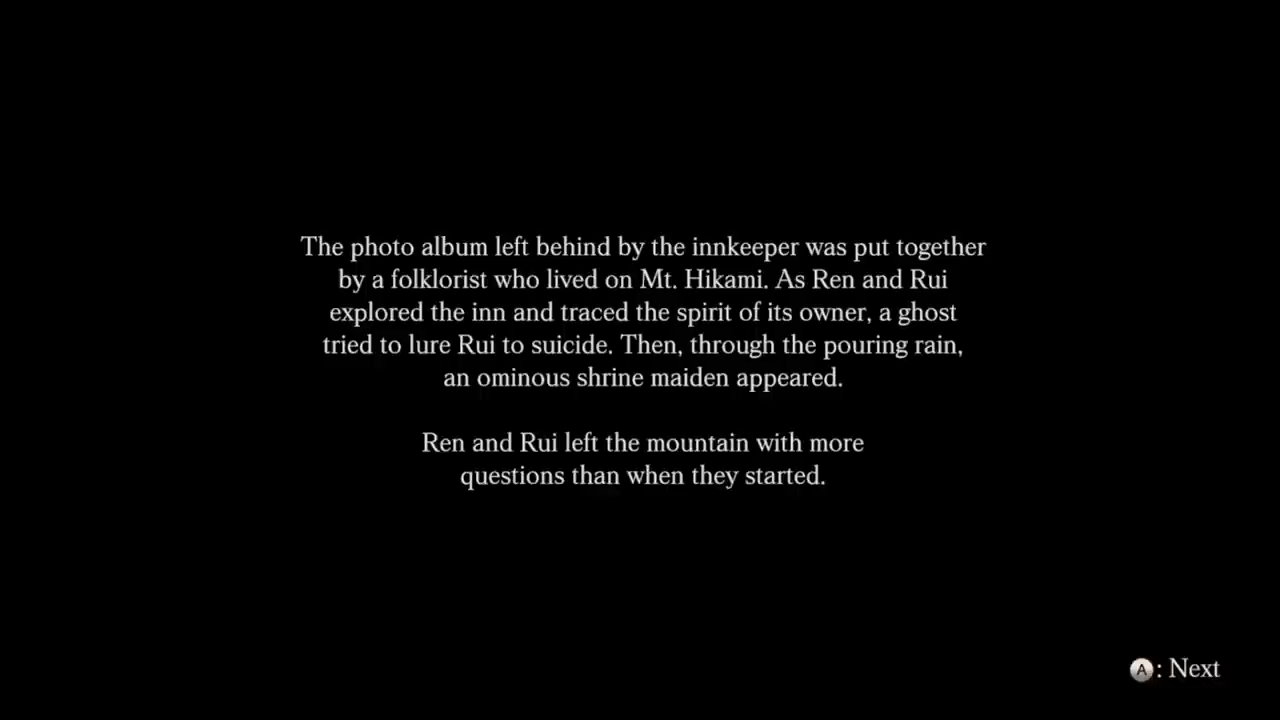 The photo album left behind by the innkeeper was put together
by a folklorist who lived on Mt. Hikami. As Ren and Rui
explored the inn and traced the spirit of its owner, a ghost
tried to lure Rui to suicide. Then, through the pouring rain,
an ominous shrine maiden appeared.
Ren and Rui left the mountain with more
questions than when they started.
A: Next